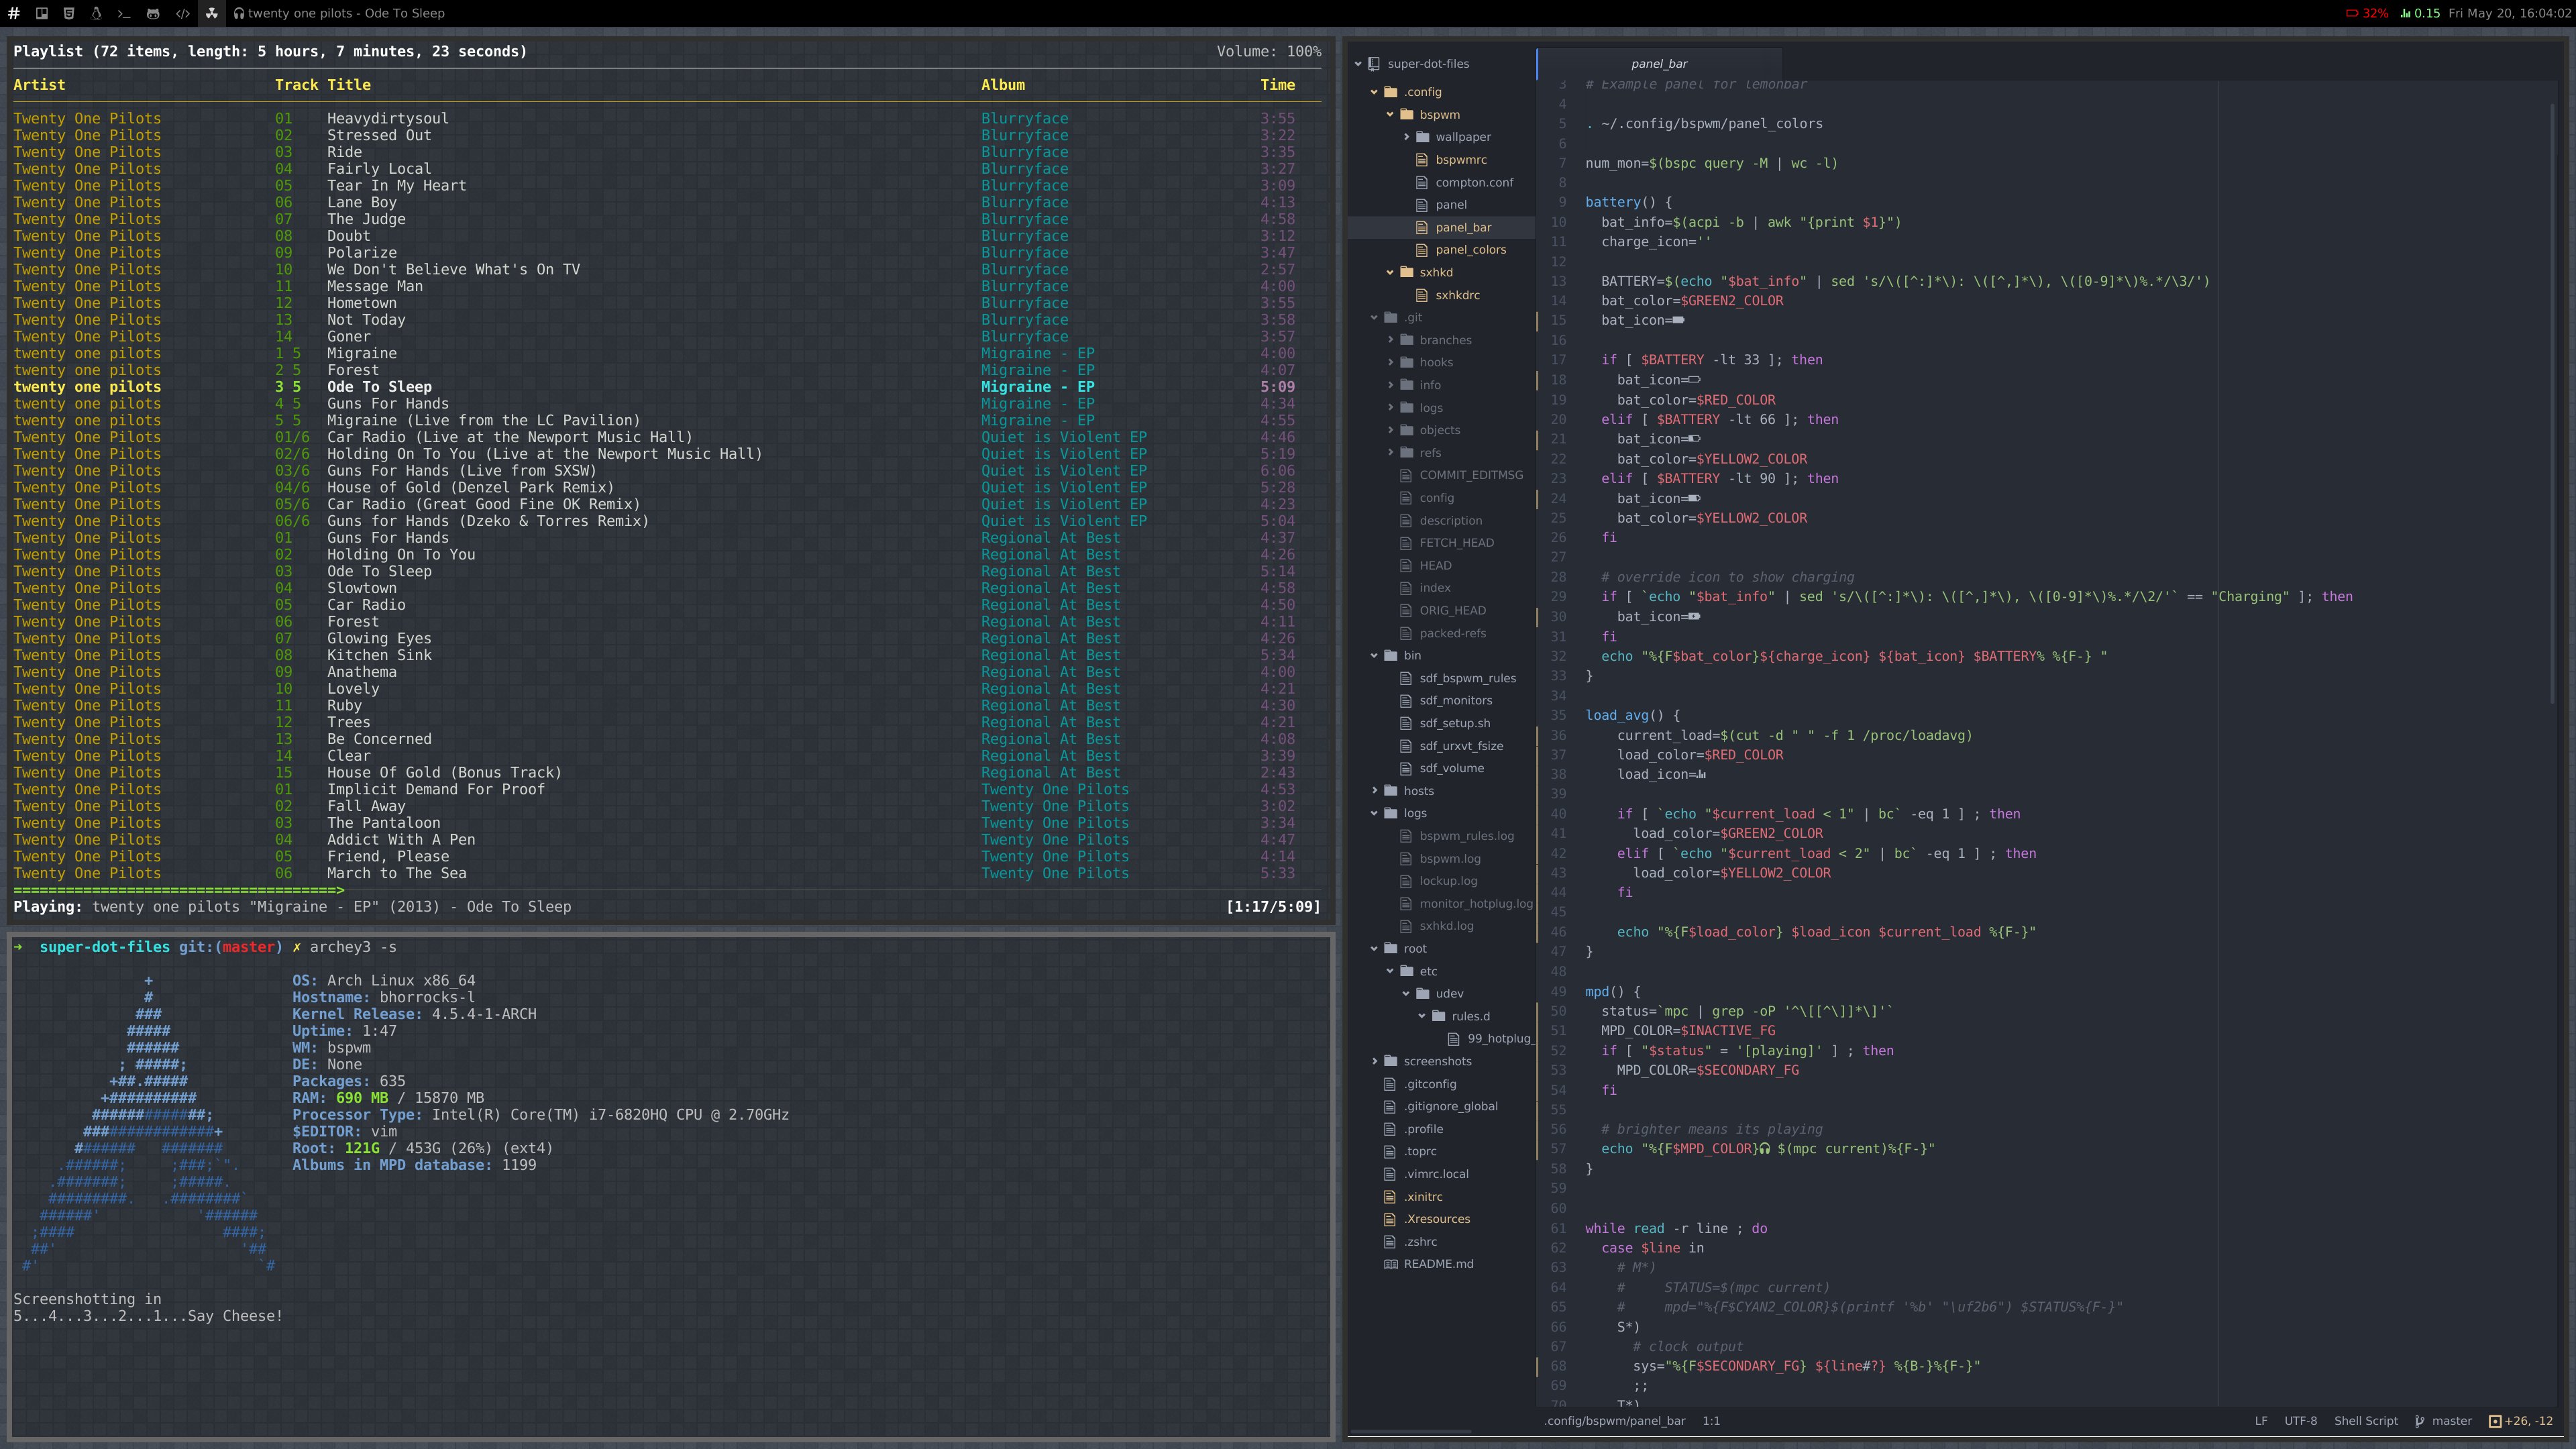 # twenty one pilots - Ode To Sleep 32% 0.15 Fri May 20, 16:04:02
Playlist (72 items, length: 5 hours, 7 minutes, 23 seconds) Volume: 100%
Artist Track Title Album Time
Twenty One Pilots 01 Heavydirtysoul Blurryface 3:55
Twenty One Pilots 02 Stressed Out Blurryface 3:22
Twenty One Pilots 03 Ride Blurryface 3:35
Twenty One Pilots 04 Fairly Local Blurryface 3:27
Twenty One Pilots 05 Tear In My Heart Blurryface 3:09
Twenty One Pilots 06 Lane Boy Blurryface 4:13
Twenty One Pilots 07 The Judge Blurryface 4:58
Twenty One Pilots 08 Doubt Blurryface 3:12
Twenty One Pilots 09 Polarize Blurryface 3:47
Twenty One Pilots 10 We Don't Believe What's On TV Blurryface 2:57
Twenty One Pilots 11 Message Man Blurryface 4:00
Twenty One Pilots 12 Hometown Blurryface 3:55
Twenty One Pilots 13 Not Today Blurryface 3:58
Twenty One Pilots 14 Goner Blurryface 3:57
twenty one pilots 1 5 Migraine Migraine - EP 4:00
twenty one pilots 2 5 Forest Migraine - EP 4:07
twenty one pilots 3 5 Ode To Sleep Migraine - EP 5:09
twenty one pilots 4 5 Guns For Hands Migraine - EP 4:34
twenty one pilots 5 5 Migraine (Live from the LC Pavilion) Migraine - EP 4:55
Twenty One Pilots 01/6 Car Radio (Live at the Newport Music Hall) Quiet is Violent EP 4:46
Twenty One Pilots 02/6 Holding On To You (Live at the Newport Music Hall) Quiet is Violent EP 5:19
Twenty One Pilots 03/6 Guns For Hands (Live from SXSW) Quiet is Violent EP 6:06
Twenty One Pilots 04/6 House of Gold (Denzel Park Remix) Quiet is Violent EP 5:28
Twenty One Pilots 05/6 Car Radio (Great Good Fine OK Remix) Quiet is Violent EP 4:23
Twenty One Pilots 06/6 Guns for Hands (Dzeko & Torres Remix) Quiet is Violent EP 5:04
Twenty One Pilots 01 Guns For Hands Regional At Best 4:37
Twenty One Pilots 02 Holding On To You Regional At Best 4:26
Twenty One Pilots 03 Ode To Sleep Regional At Best 5:14
Twenty One Pilots 04 Slowtown Regional At Best 4:58
Twenty One Pilots 05 Car Radio Regional At Best 4:50
Twenty One Pilots 06 Forest Regional At Best 4:11
Twenty One Pilots 07 Glowing Eyes Regional At Best 4:26
Twenty One Pilots 08 Kitchen Sink Regional At Best 5:34
Twenty One Pilots 09 Anathema Regional At Best 4:00
Twenty One Pilots 10 Lovely Regional At Best 4:21
Twenty One Pilots 11 Ruby Regional At Best 4:30
Twenty One Pilots 12 Trees Regional At Best 4:21
Twenty One Pilots 13 Be Concerned Regional At Best 4:08
Twenty One Pilots 14 Clear Regional At Best 3:39
Twenty One Pilots 15 House Of Gold (Bonus Track) Regional At Best 2:43
Twenty One Pilots 01 Implicit Demand For Proof Twenty One Pilots 4:53
Twenty One Pilots 02 Fall Away Twenty One Pilots 3:02
Twenty One Pilots 03 The Pantaloon Twenty One Pilots 3:34
Twenty One Pilots 04 Addict With A Pen Twenty One Pilots 4:47
Twenty One Pilots 05 Friend, Please Twenty One Pilots 4:14
Twenty One Pilots 06 March to The Sea Twenty One Pilots 5:33
=====================================>
Playing: twenty one pilots "Migraine - EP" (2013) - Ode To Sleep [1:17/5:09]
→ super-dot-files git:(master) ✗ archey3 -s
OS: Arch Linux x86_64
Hostname: bhorrocks-l
Kernel Release: 4.5.4-1-ARCH
Uptime: 1:47
WM: bspwm
DE: None
Packages: 635
RAM: 690 MB / 15870 MB
Processor Type: Intel(R) Core(TM) i7-6820HQ CPU @ 2.70GHz
$EDITOR: vim
Root: 121G / 453G (26%) (ext4)
Albums in MPD database: 1199
Screenshotting in
5...4...3...2...1...Say Cheese!
super-dot-files
.config
bspwm
wallpaper
bspwmrc
compton.conf
panel
panel_bar
panel_colors
sxhkd
sxhkdrc
.git
branches
hooks
info
logs
objects
refs
COMMIT_EDITMSG
config
description
FETCH_HEAD
HEAD
index
ORIG_HEAD
packed-refs
bin
sdf_bspwm_rules
sdf_monitors
sdf_setup.sh
sdf_urxvt_fsize
sdf_volume
hosts
logs
bspwm_rules.log
bspwm.log
lockup.log
monitor_hotplug.log
sxhkd.log
root
etc
udev
rules.d
99_hotplug_
screenshots
.gitconfig
.gitignore_global
.profile
.toprc
.vimrc.local
.xinitrc
.Xresources
.zshrc
README.md
panel_bar
3 # Example panel for lemonbar
4
5 . ~/.config/bspwm/panel_colors
6
7 num_mon=$(bspc query -M | wc -l)
8
9 battery() {
10 bat_info=$(acpi -b | awk "{print $1}")
11 charge_icon=''
12
13 BATTERY=$(echo "$bat_info" | sed 's/\([^:]*\): \([^,]*\), \([0-9]*\)%.*/\3/')
14 bat_color=$GREEN2_COLOR
15 bat_icon=
16
17 if [ $BATTERY -lt 33 ]; then
18 bat_icon=
19 bat_color=$RED_COLOR
20 elif [ $BATTERY -lt 66 ]; then
21 bat_icon=
22 bat_color=$YELLOW2_COLOR
23 elif [ $BATTERY -lt 90 ]; then
24 bat_icon=
25 bat_color=$YELLOW2_COLOR
26 fi
27
28 # override icon to show charging
29 if [ `echo "$bat_info" | sed 's/\([^:]*\): \([^,]*\), \([0-9]*\)%.*/\2/'` == "Charging" ]; then
30 bat_icon=
31 fi
32 echo "%{F$bat_color}${charge_icon} ${bat_icon} $BATTERY% %{F-} "
33 }
34
35 load_avg() {
36 current_load=$(cut -d " " -f 1 /proc/loadavg)
37 load_color=$RED_COLOR
38 load_icon=
39
40 if [ `echo "$current_load < 1" | bc` -eq 1 ] ; then
41 load_color=$GREEN2_COLOR
42 elif [ `echo "$current_load < 2" | bc` -eq 1 ] ; then
43 load_color=$YELLOW2_COLOR
44 fi
45
46 echo "%{F$load_color} $load_icon $current_load %{F-}"
47 }
48
49 mpd() {
50 status=`mpc | grep -oP '^\[[^\]]*\]'`
51 MPD_COLOR=$INACTIVE_FG
52 if [ "$status" = '[playing]' ] ; then
53 MPD_COLOR=$SECONDARY_FG
54 fi
55
56 # brighter means its playing
57 echo "%{F$MPD_COLOR} $(mpc current)%{F-}"
58 }
59
60
61 while read -r line ; do
62 case $line in
63 # M*)
64 # STATUS=$(mpc current)
65 # mpd="%{F$CYAN2_COLOR}$(printf '%b' "\uf2b6") $STATUS%{F-}"
66 S*)
67 # clock output
68 sys="%{F$SECONDARY_FG} ${line#?} %{B-}%{F-}"
69 ;;
70 T*)
.config/bspwm/panel_bar 1:1 LF UTF-8 Shell Script master +26, -12